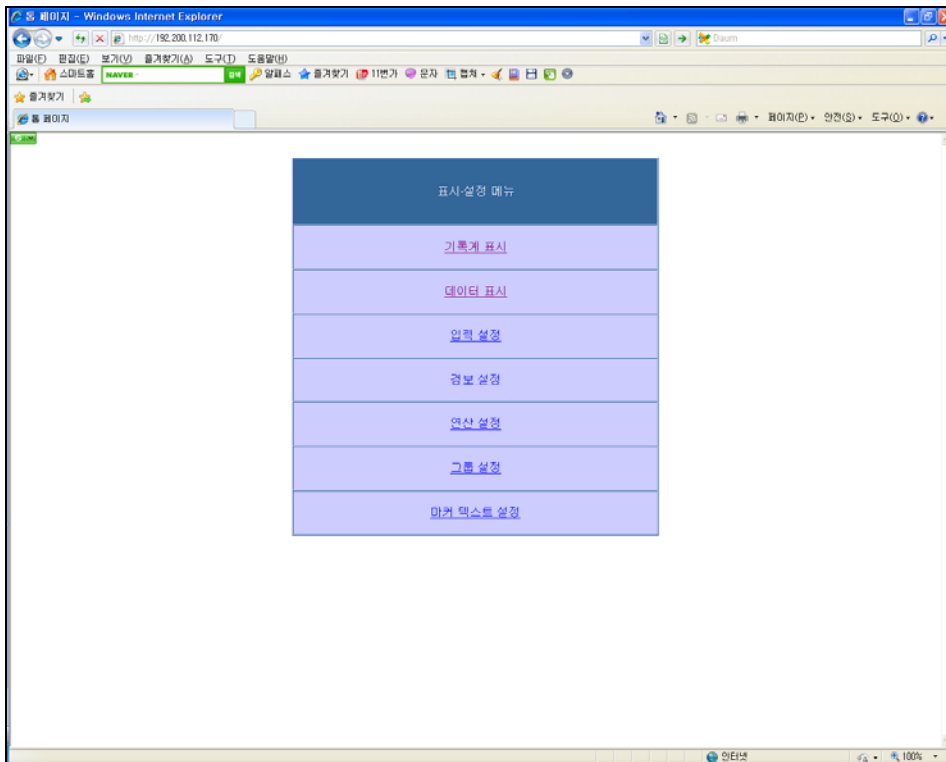 톱 페이지 - Windows Internet Explorer
http://192,200,112,170/
Daum
파일(F) 편집(E) 보기(V) 즐겨찾기(A) 도구(T) 도움말(H)
스마트홈 NAVER 검색 알패스 즐겨찾기 11번가 문자 캡쳐
즐겨찾기
톱 페이지
페이지(P) 안전(S) 도구(O)
표시·설정 메뉴
기록계 표시
데이터 표시
입력 설정
경보 설정
연산 설정
그룹 설정
마커 텍스트 설정
인터넷
100%